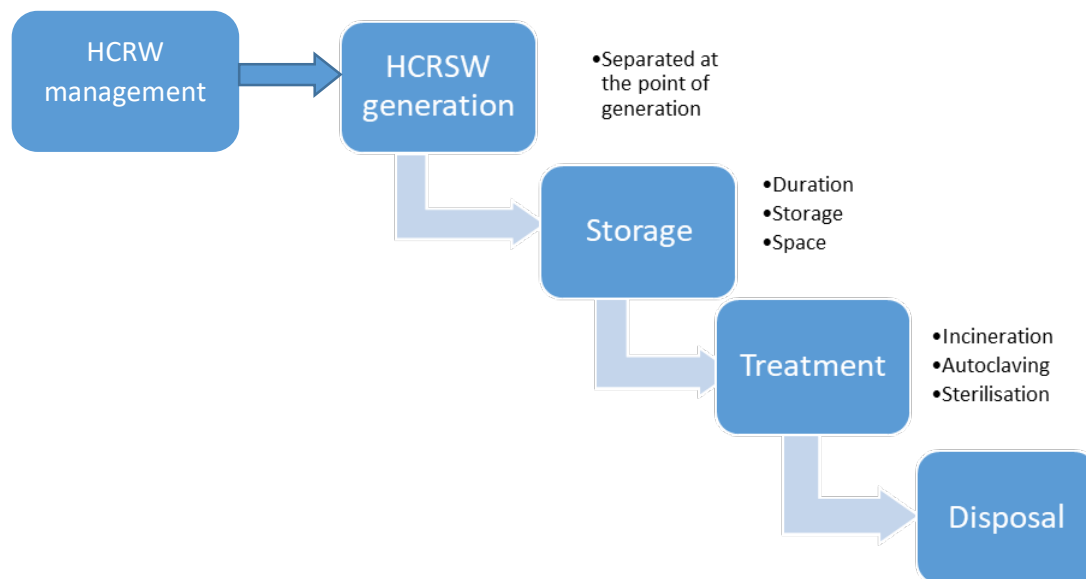 HCRW
management
HCRSW
generation
•Separated at
the point of
generation
Storage
•Duration
•Storage
•Space
Treatment
•Incineration
•Autoclaving
•Sterilisation
Disposal